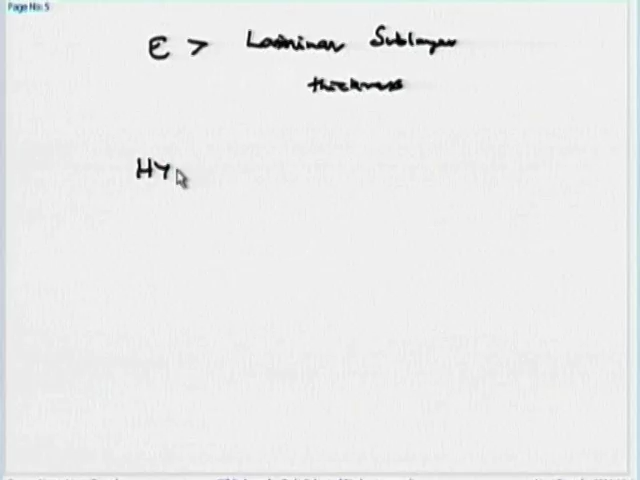 Page No: 5
ε > Laminar Sublayer
thickness
HY